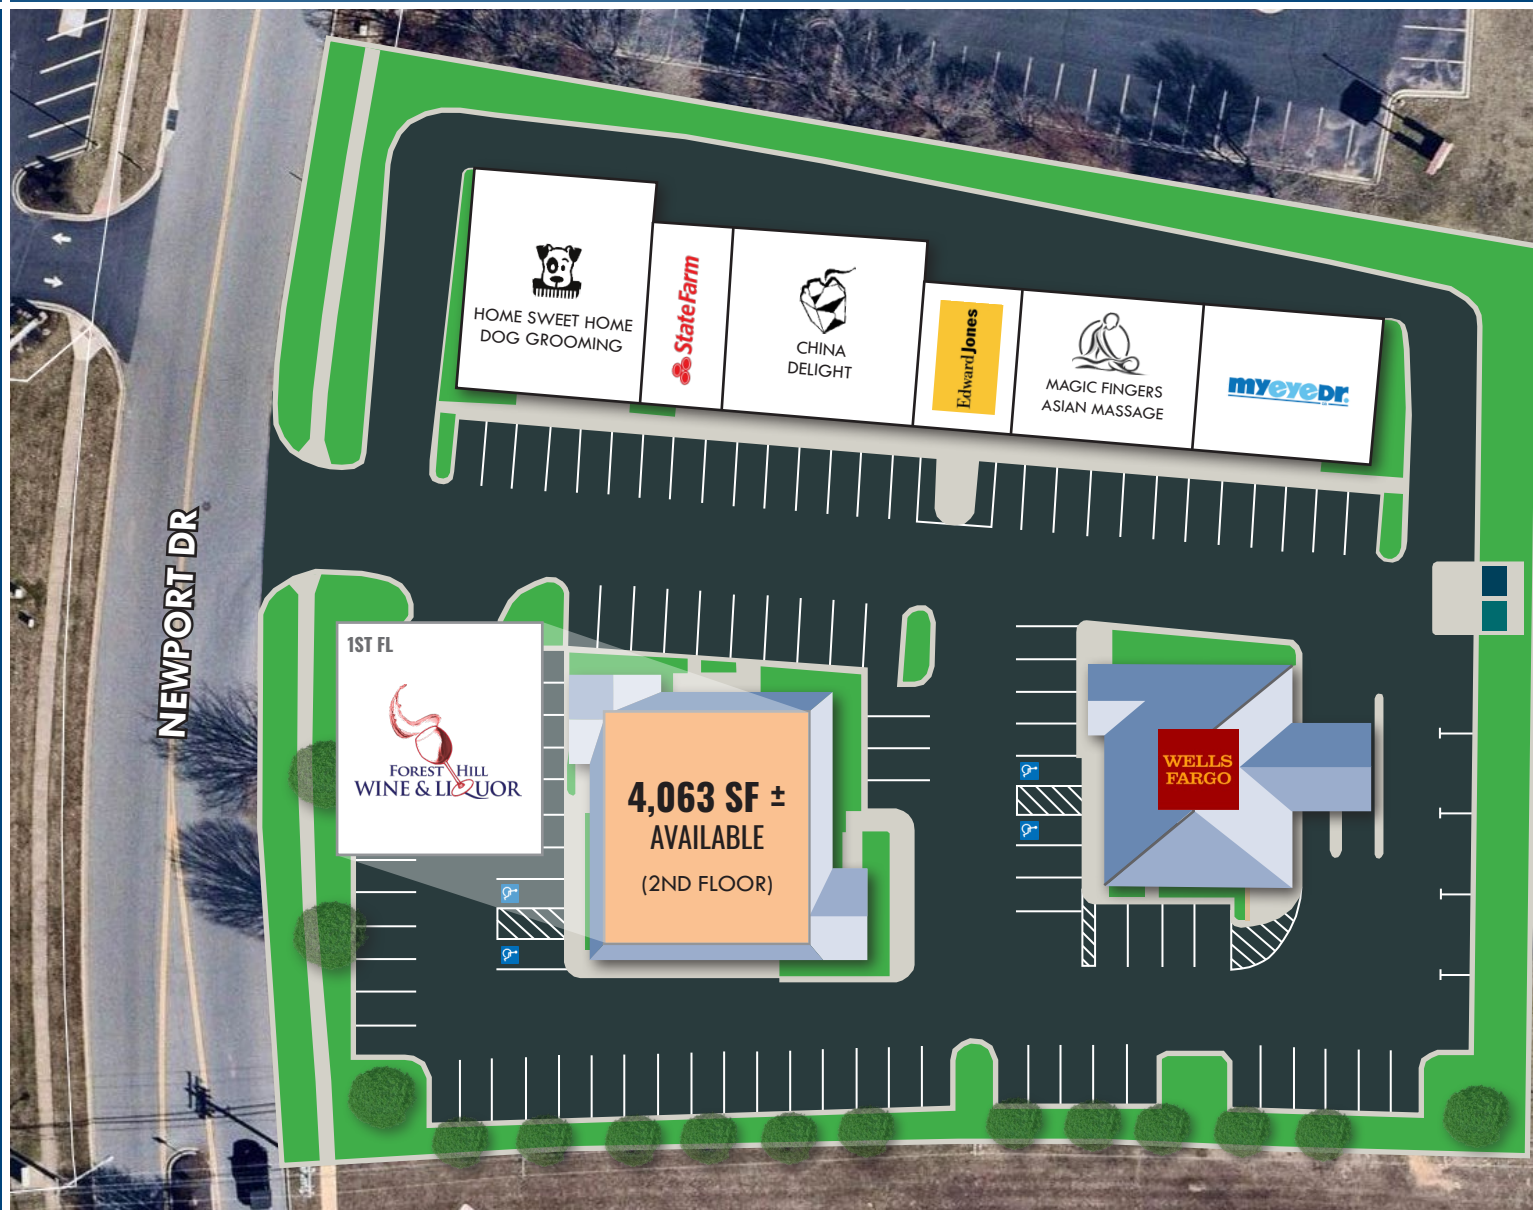 HOME SWEET HOME
DOG GROOMING
StateFarm
CHINA
DELIGHT
Edward Jones
MAGIC FINGERS
ASIAN MASSAGE
myeyeDr.
NEWPORT DR
1ST FL
FOREST HILL
WINE & LIQUOR
4,063 SF ±
AVAILABLE
(2ND FLOOR)
WELLS
FARGO